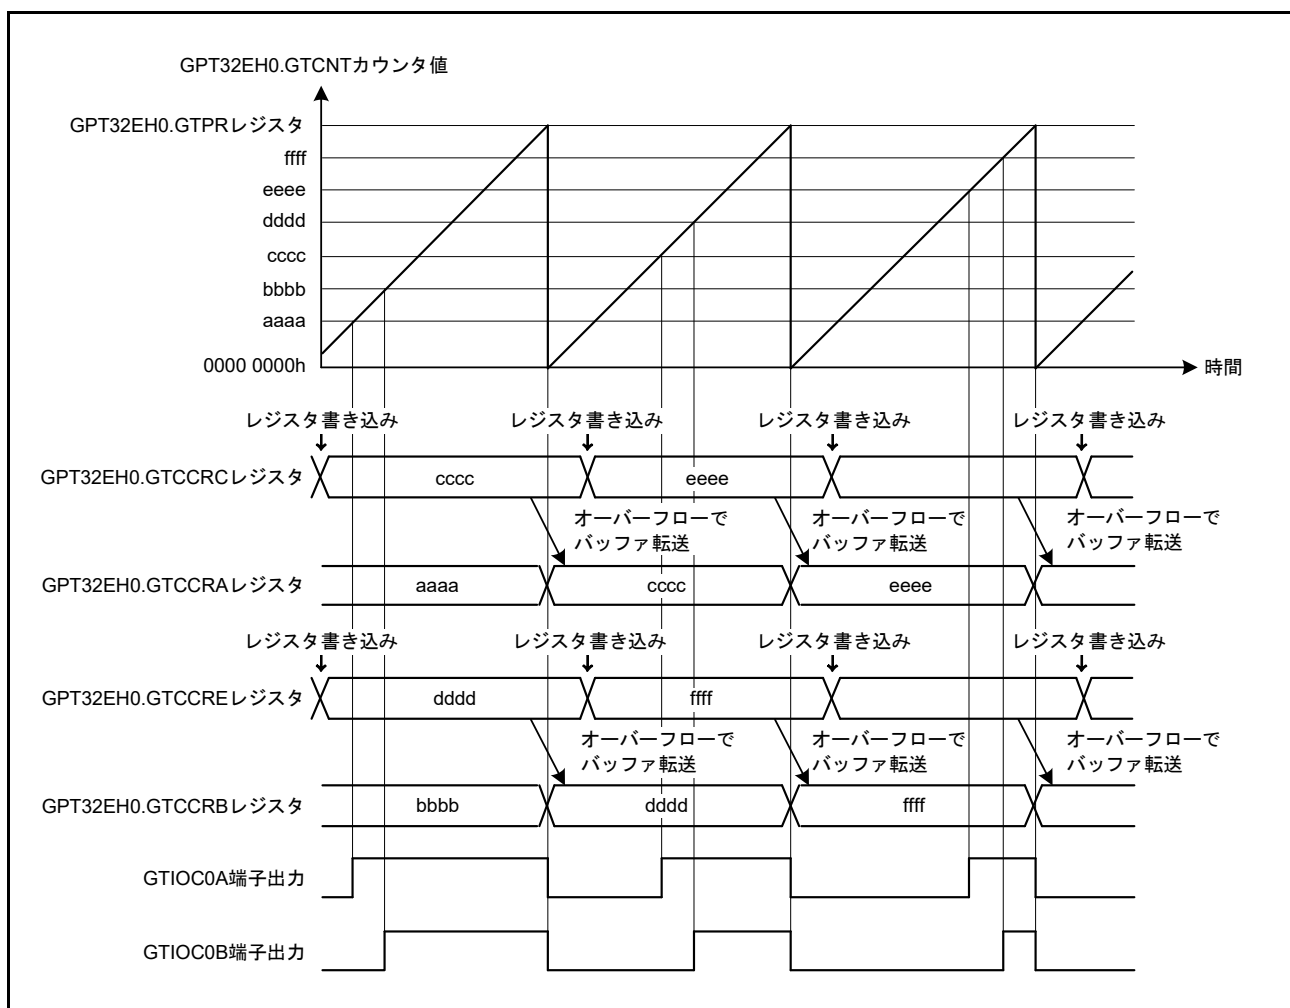 GPT32EH0.GTCNTカウンタ値
GPT32EH0.GTPRレジスタ
ffff
eeee
dddd
cccc
bbbb
aaaa
0000 0000h
時間
レジスタ書き込み
レジスタ書き込み
レジスタ書き込み
レジスタ書き込み
GPT32EH0.GTCCRCレジスタ
cccc
eeee
オーバーフローで
バッファ転送
オーバーフローで
バッファ転送
オーバーフローで
バッファ転送
GPT32EH0.GTCCRAレジスタ
aaaa
cccc
eeee
レジスタ書き込み
レジスタ書き込み
レジスタ書き込み
レジスタ書き込み
GPT32EH0.GTCCREレジスタ
dddd
ffff
オーバーフローで
バッファ転送
オーバーフローで
バッファ転送
オーバーフローで
バッファ転送
GPT32EH0.GTCCRBレジスタ
bbbb
dddd
ffff
GTIOC0A端子出力
GTIOC0B端子出力